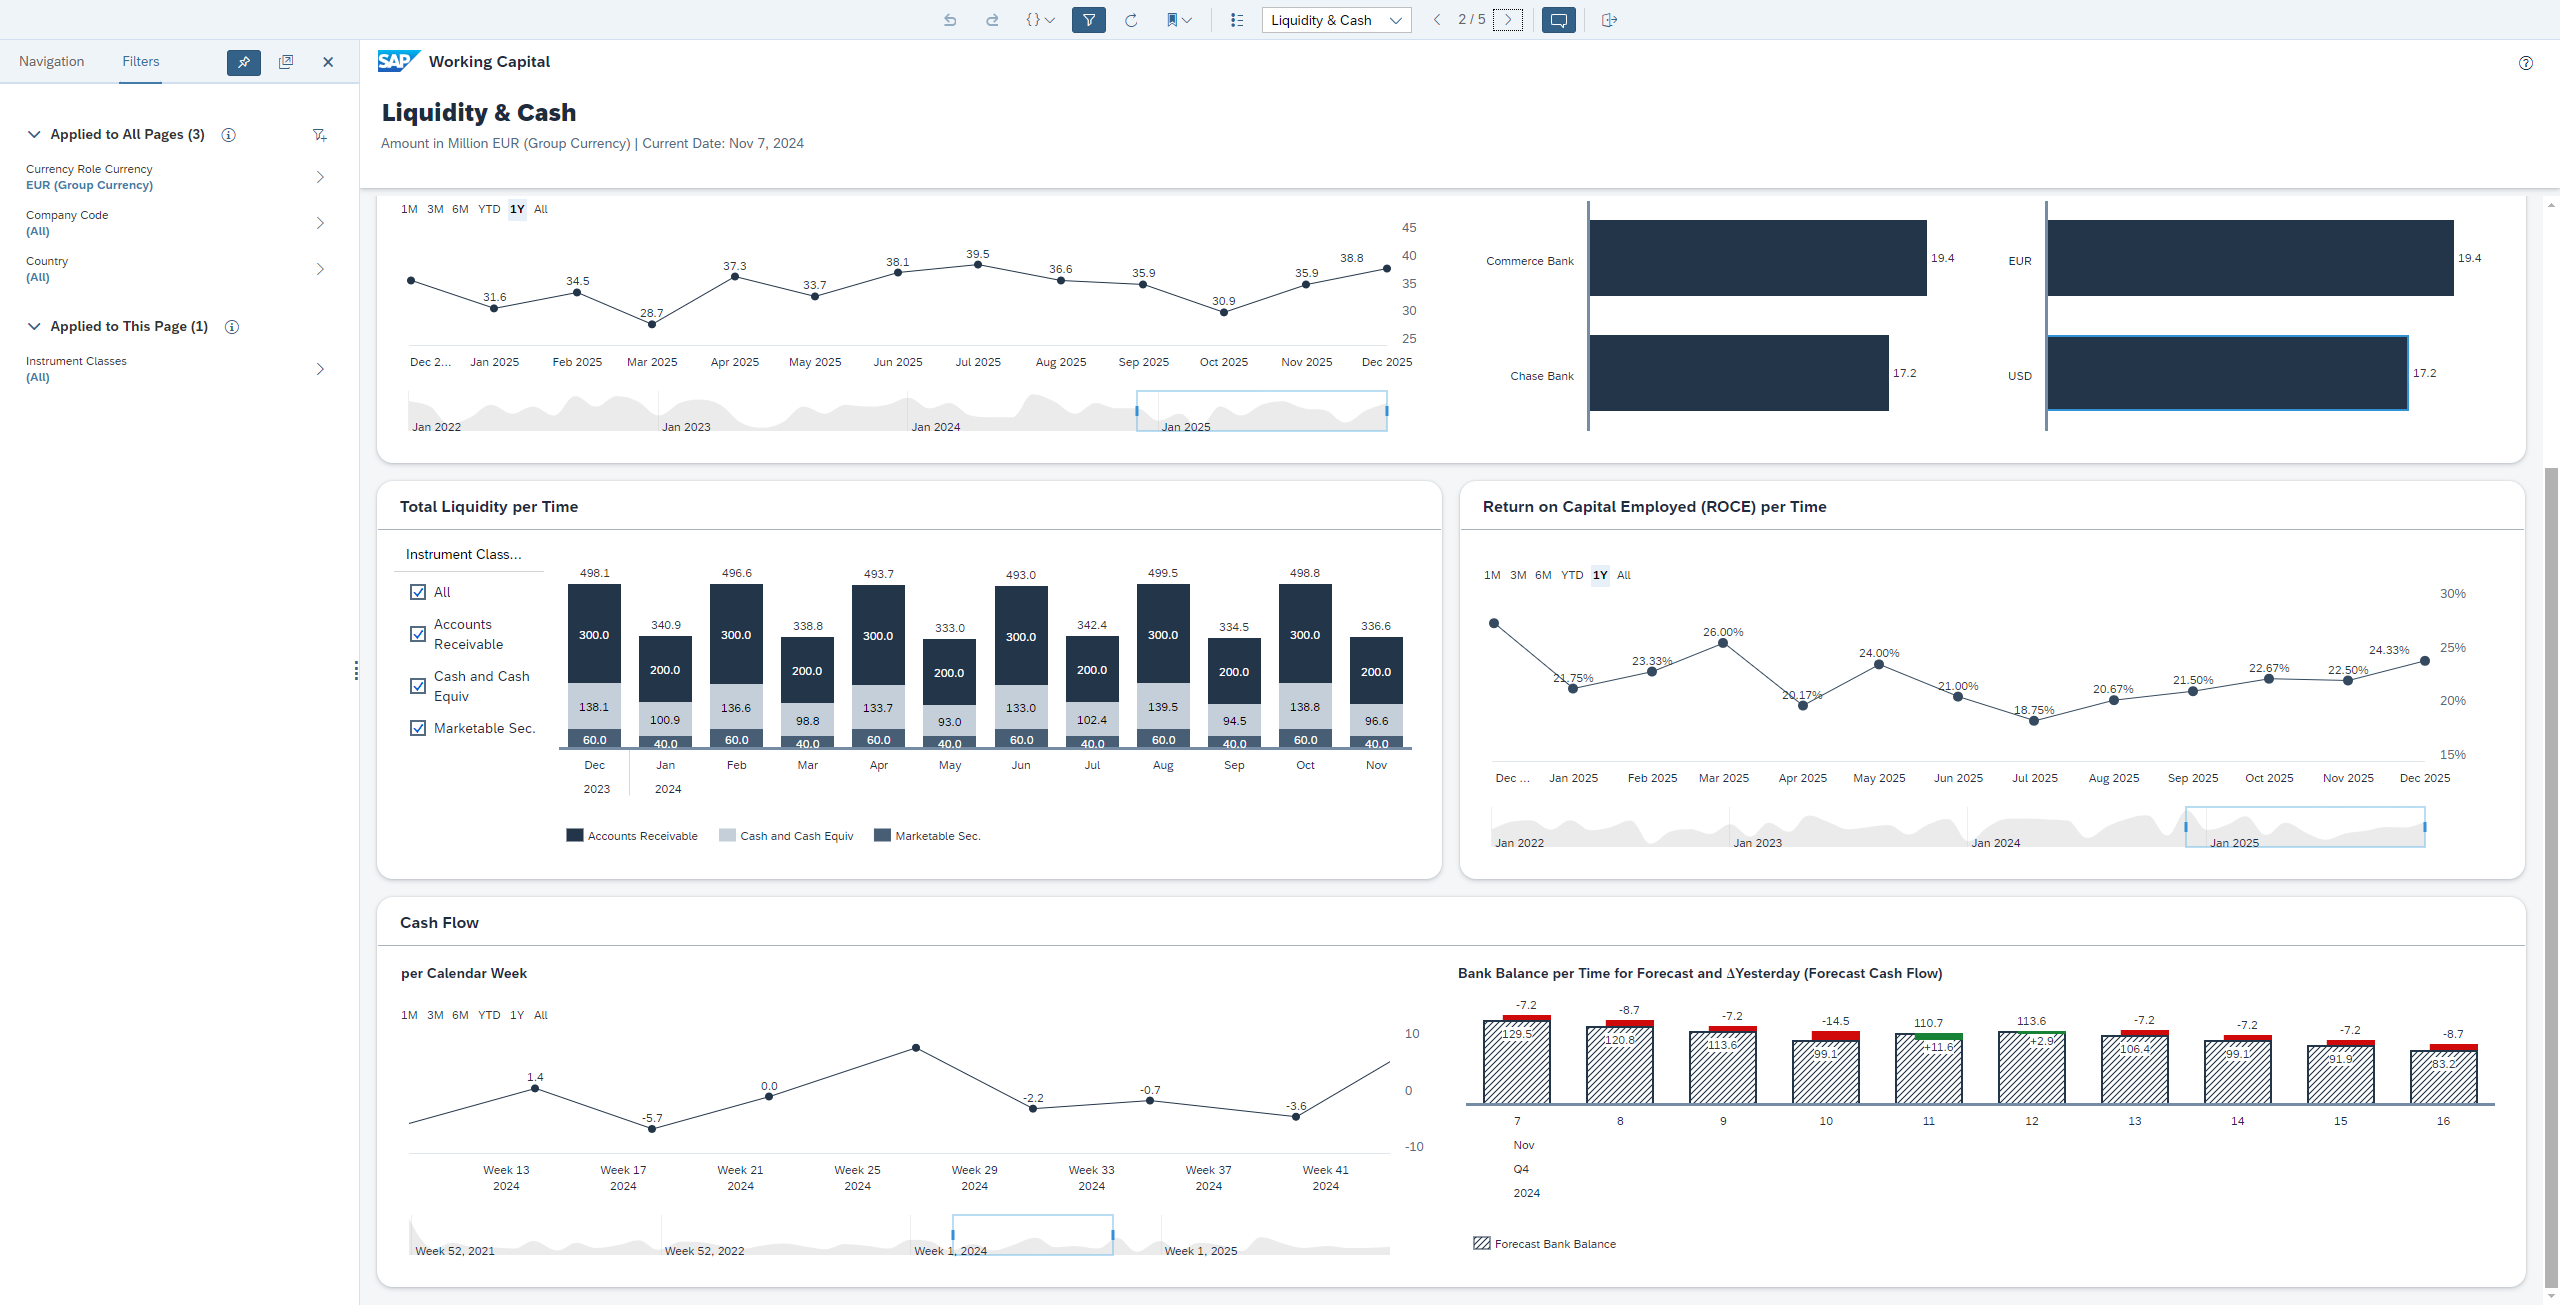 Liquidity & Cash
2 / 5
Navigation
Filters
SAP
Working Capital
Liquidity & Cash
Amount in Million EUR (Group Currency) | Current Date: Nov 7, 2024
Applied to All Pages (3)
Currency Role Currency
EUR (Group Currency)
Company Code
(All)
Country
(All)
Applied to This Page (1)
Instrument Classes
(All)
1M 3M 6M YTD 1Y All
45
40
35
30
25
31.6 34.5 28.7 37.3 33.7 38.1 39.5 36.6 35.9 30.9 35.9 38.8
Dec 2... Jan 2025 Feb 2025 Mar 2025 Apr 2025 May 2025 Jun 2025 Jul 2025 Aug 2025 Sep 2025 Oct 2025 Nov 2025 Dec 2025
Jan 2022 Jan 2023 Jan 2024 Jan 2025
Commerce Bank 19.4
Chase Bank 17.2
EUR 19.4
USD 17.2
Total Liquidity per Time
Instrument Class...
All
Accounts
Receivable
Cash and Cash
Equiv
Marketable Sec.
498.1 340.9 496.6 338.8 493.7 333.0 493.0 342.4 499.5 334.5 498.8 336.6
300.0 200.0 300.0 200.0 300.0 200.0 300.0 200.0 300.0 200.0 300.0 200.0
138.1 100.9 136.6 98.8 133.7 93.0 133.0 102.4 139.5 94.5 138.8 96.6
60.0 40.0 60.0 40.0 60.0 40.0 60.0 40.0 60.0 40.0 60.0 40.0
Dec Jan Feb Mar Apr May Jun Jul Aug Sep Oct Nov
2023 2024
Accounts Receivable Cash and Cash Equiv Marketable Sec.
Return on Capital Employed (ROCE) per Time
1M 3M 6M YTD 1Y All
30%
25%
20%
15%
21.75% 23.33% 26.00% 20.17% 24.00% 21.00% 18.75% 20.67% 21.50% 22.67% 22.50% 24.33%
Dec ... Jan 2025 Feb 2025 Mar 2025 Apr 2025 May 2025 Jun 2025 Jul 2025 Aug 2025 Sep 2025 Oct 2025 Nov 2025 Dec 2025
Jan 2022 Jan 2023 Jan 2024 Jan 2025
Cash Flow
per Calendar Week
1M 3M 6M YTD 1Y All
10
0
-10
1.4 -5.7 0.0 -2.2 -0.7 -3.6
Week 13 Week 17 Week 21 Week 25 Week 29 Week 33 Week 37 Week 41
2024 2024 2024 2024 2024 2024 2024 2024
Week 52, 2021 Week 52, 2022 Week 1, 2024 Week 1, 2025
Bank Balance per Time for Forecast and ΔYesterday (Forecast Cash Flow)
-7.2 -8.7 -7.2 -14.5 110.7 113.6 -7.2 -7.2 -7.2 -8.7
129.5 120.8 113.6 99.1 +11.6 +2.9 106.4 99.1 91.9 83.2
7 8 9 10 11 12 13 14 15 16
Nov
Q4
2024
Forecast Bank Balance